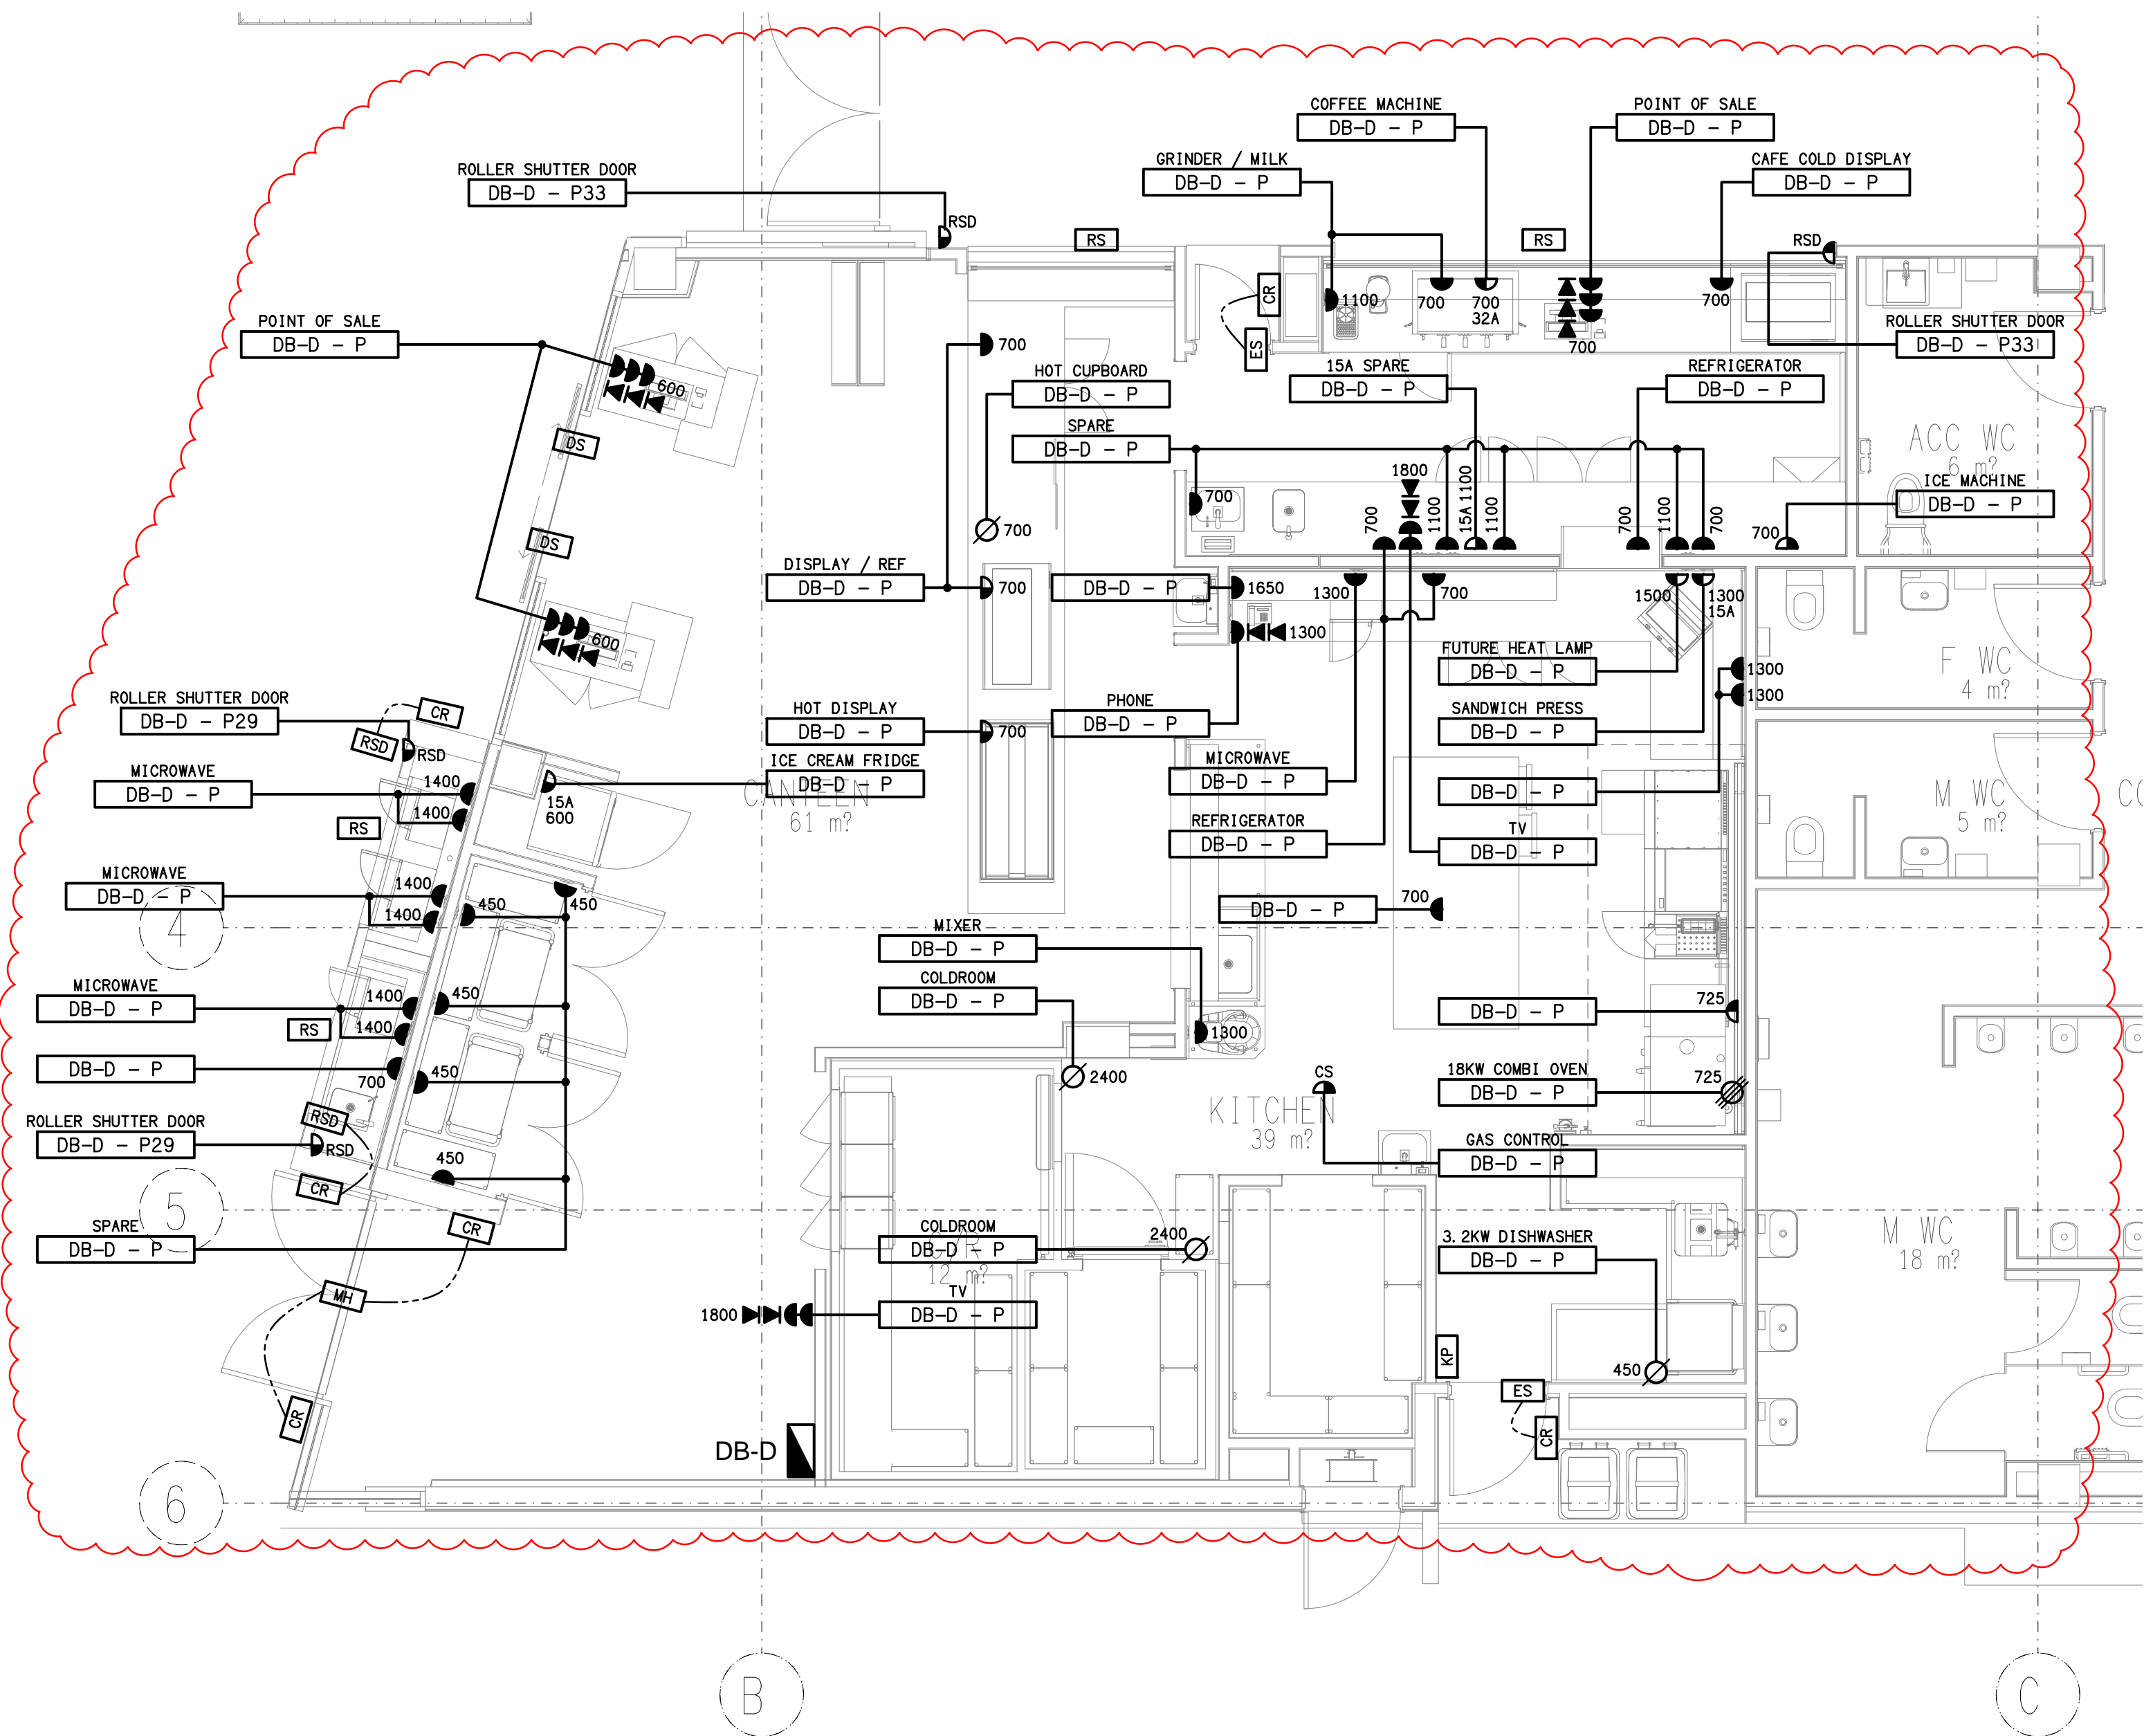 COFFEE MACHINE
DB-D - P
POINT OF SALE
DB-D - P
GRINDER / MILK
DB-D - P
CAFE COLD DISPLAY
DB-D - P
ROLLER SHUTTER DOOR
DB-D - P33
RSD
RS
RS
RSD
CR
1100
700
700
32A
700
700
ES
POINT OF SALE
DB-D - P
ROLLER SHUTTER DOOR
DB-D - P33
700
600
HOT CUPBOARD
DB-D - P
15A SPARE
DB-D - P
REFRIGERATOR
DB-D - P
SPARE
DB-D - P
ACC WC
6 m?
DS
1800
ICE MACHINE
DB-D - P
700
700
700
1100
15A 1100
1100
700
1100
700
700
DS
DISPLAY / REF
DB-D - P
700
DB-D - P
1650
1300
700
1500
1300
15A
600
1300
FUTURE HEAT LAMP
DB-D - P
1300
1300
F WC
4 m?
ROLLER SHUTTER DOOR
DB-D - P29
CR
RSD
RSD
HOT DISPLAY
DB-D - P
700
PHONE
DB-D - P
SANDWICH PRESS
DB-D - P
MICROWAVE
DB-D - P
1400
1400
RS
15A
600
ICE CREAM FRIDGE
DB-D - P
CANTEEN
61 m?
MICROWAVE
DB-D - P
DB-D - P
M WC
5 m?
CO
REFRIGERATOR
DB-D - P
TV
DB-D - P
MICROWAVE
DB-D - P
1400
1400
450
450
4
DB-D - P
700
MIXER
DB-D - P
COLDROOM
DB-D - P
MICROWAVE
DB-D - P
1400
1400
RS
450
DB-D - P
725
1300
DB-D - P
700
450
2400
CS
18KW COMBI OVEN
DB-D - P
725
KITCHEN
39 m?
ROLLER SHUTTER DOOR
DB-D - P29
RSD
RSD
CR
450
GAS CONTROL
DB-D - P
5
SPARE
DB-D - P
CR
COLDROOM
DB-D - P
2400
12 m?
3.2KW DISHWASHER
DB-D - P
M WC
18 m?
MH
1800
TV
DB-D - P
KP
450
ES
CR
CR
DB-D
6
B
C